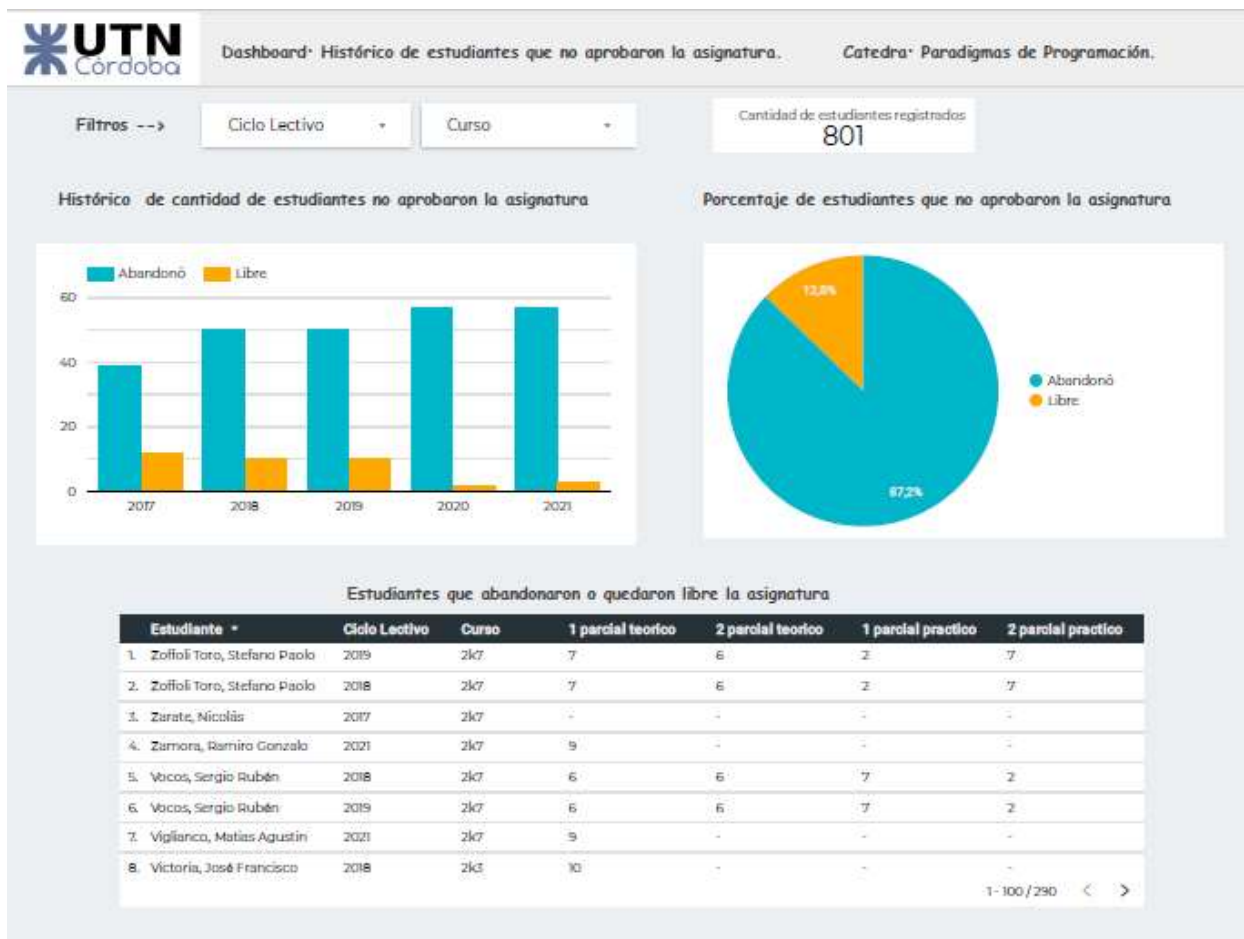 UTN
Córdoba
Dashboard· Histórico de estudiantes que no aprobaron la asignatura. Catedra· Paradigmas de Programación.
Filtros --> Ciclo Lectivo Curso
Cantidad de estudiantes registrados
801
Histórico de cantidad de estudiantes no aprobaron la asignatura
Porcentaje de estudiantes que no aprobaron la asignatura
Abandonó Libre
60
40
20
0
2017 2018 2019 2020 2021
12,8%
87,2%
Abandonó
Libre
Estudiantes que abandonaron o quedaron libre la asignatura
Estudiante Ciclo Lectivo Curso 1 parcial teorico 2 parcial teorico 1 parcial practico 2 parcial practico
1. Zoffoli Toro, Stefano Paolo 2019 2k7 7 6 2 7
2. Zoffoli Toro, Stefano Paolo 2018 2k7 7 6 2 7
3. Zarate, Nicolás 2017 2k7 - - - -
4. Zamora, Ramiro Gonzalo 2021 2k7 9 - - -
5. Vocos, Sergio Rubén 2018 2k7 6 6 7 2
6. Vocos, Sergio Rubén 2019 2k7 6 6 7 2
7. Viglianco, Matias Agustin 2021 2k7 9 - - -
8. Victoria, José Francisco 2018 2k3 10 - - -
1 - 100 / 290 < >